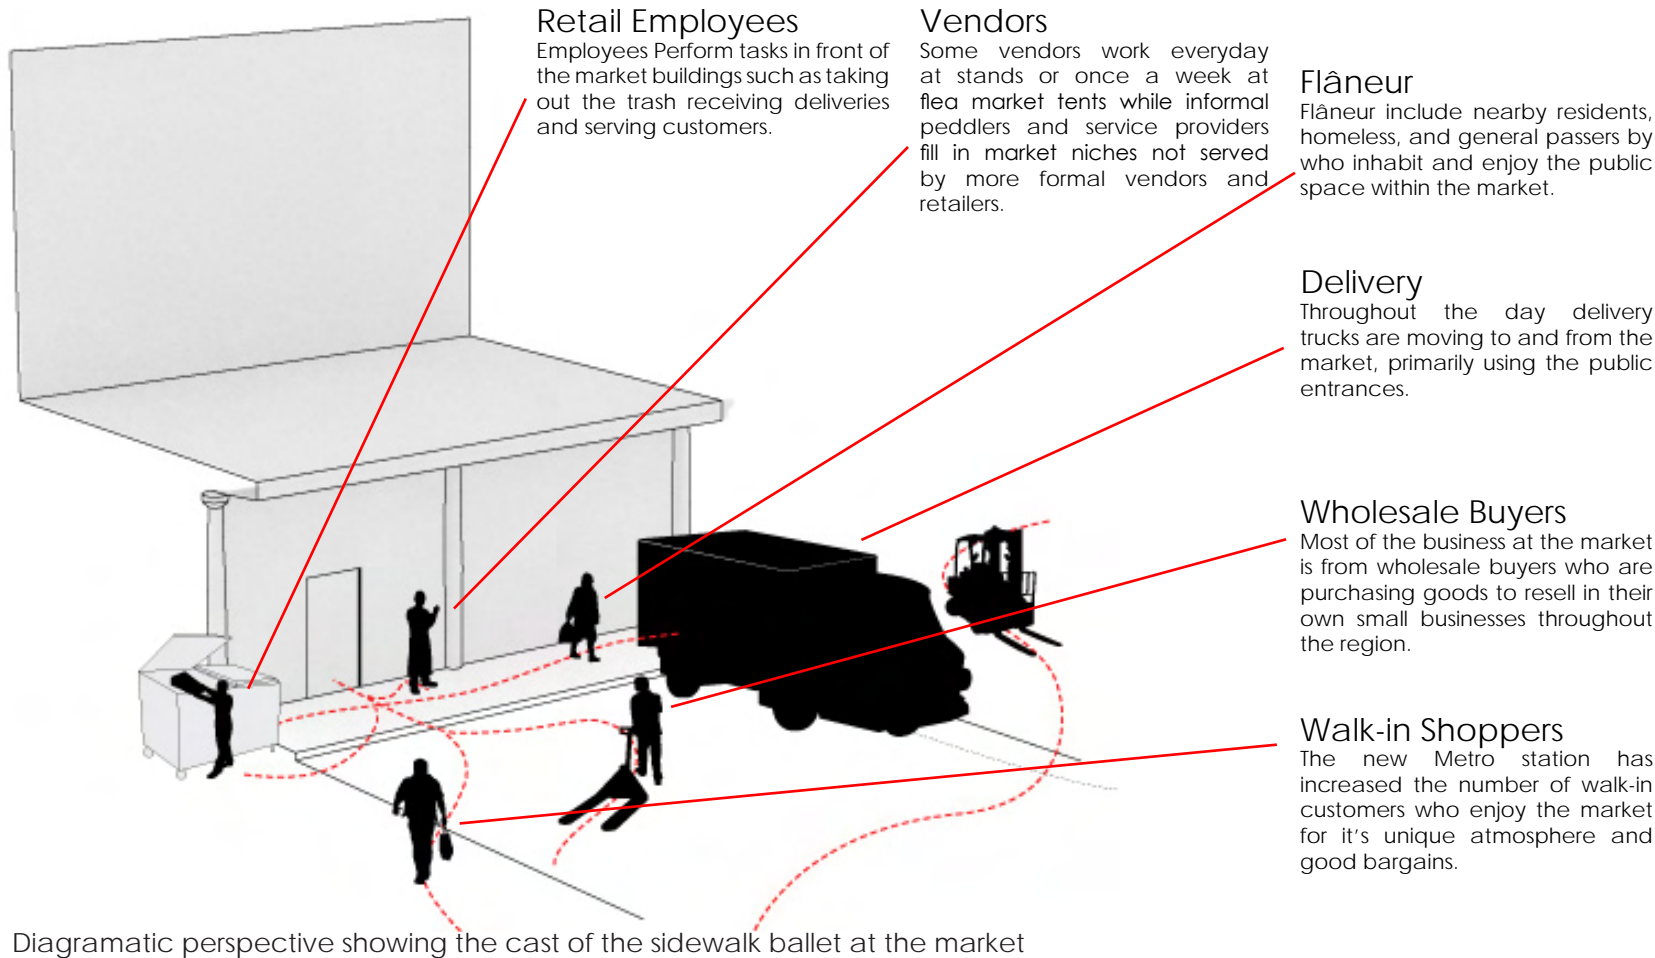 Retail Employees
Employees Perform tasks in front of
the market buildings such as taking
out the trash receiving deliveries
and serving customers.
Vendors
Some vendors work everyday
at stands or once a week at
flea market tents while informal
peddlers and service providers
fill in market niches not served
by more formal vendors and
retailers.
Flâneur
Flâneur include nearby residents,
homeless, and general passers by
who inhabit and enjoy the public
space within the market.
Delivery
Throughout the day delivery
trucks are moving to and from the
market, primarily using the public
entrances.
Wholesale Buyers
Most of the business at the market
is from wholesale buyers who are
purchasing goods to resell in their
own small businesses throughout
the region.
Walk-in Shoppers
The new Metro station has
increased the number of walk-in
customers who enjoy the market
for it's unique atmosphere and
good bargains.
Diagramatic perspective showing the cast of the sidewalk ballet at the market